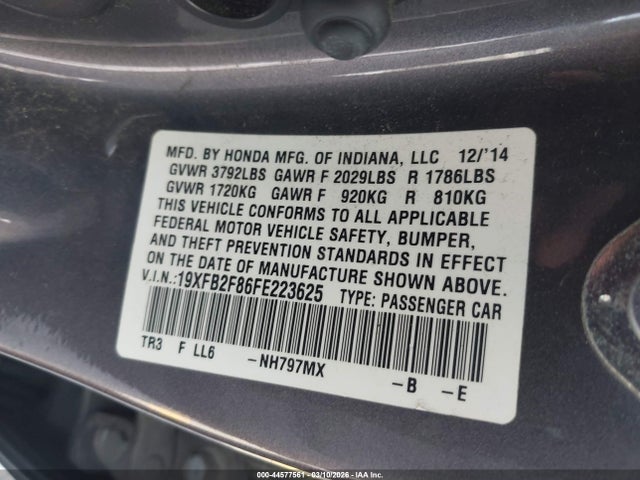 MFD. BY HONDA MFG. OF INDIANA, LLC 12/'14
GVWR 3792LBS GAWR F 2029LBS R 1786LBS
GVWR 1720KG GAWR F 920KG R 810KG
THIS VEHICLE CONFORMS TO ALL APPLICABLE
FEDERAL MOTOR VEHICLE SAFETY, BUMPER,
AND THEFT PREVENTION STANDARDS IN EFFECT
ON THE DATE OF MANUFACTURE SHOWN ABOVE.
V.I.N.:19XFB2F86FE223625 TYPE: PASSENGER CAR
TR3 F LL6 -NH797MX -B -E
00-44577561 - 03/10/2026 - IAA Inc.